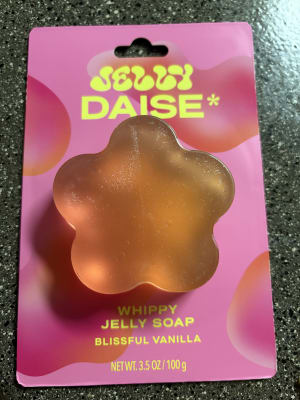 JELLY
DAISE*
WHIPPY
JELLY SOAP
BLISSFUL VANILLA
NET WT. 3.5 OZ / 100 g